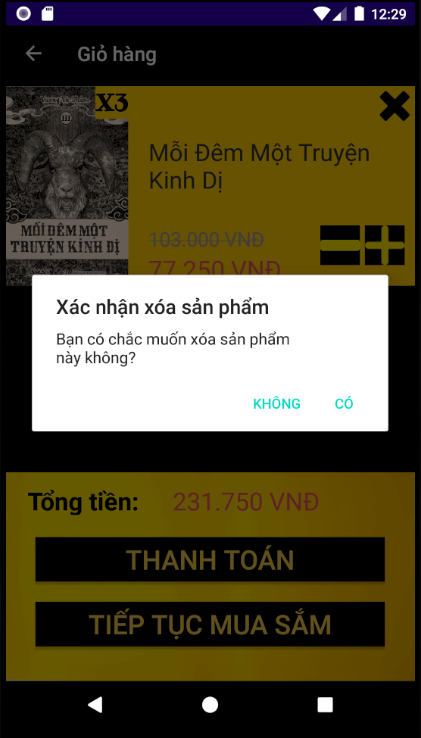 12:29
Giỏ hàng
X3
III
MỖI ĐÊM MỘT
TRUYỆN KINH DỊ
Mỗi Đêm Một Truyện
Kinh Dị
103.000 VNĐ
77.250 VNĐ
Xác nhận xóa sản phẩm
Bạn có chắc muốn xóa sản phẩm
này không?
KHÔNG CÓ
Tổng tiền: 231.750 VNĐ
THANH TOÁN
TIẾP TỤC MUA SẮM